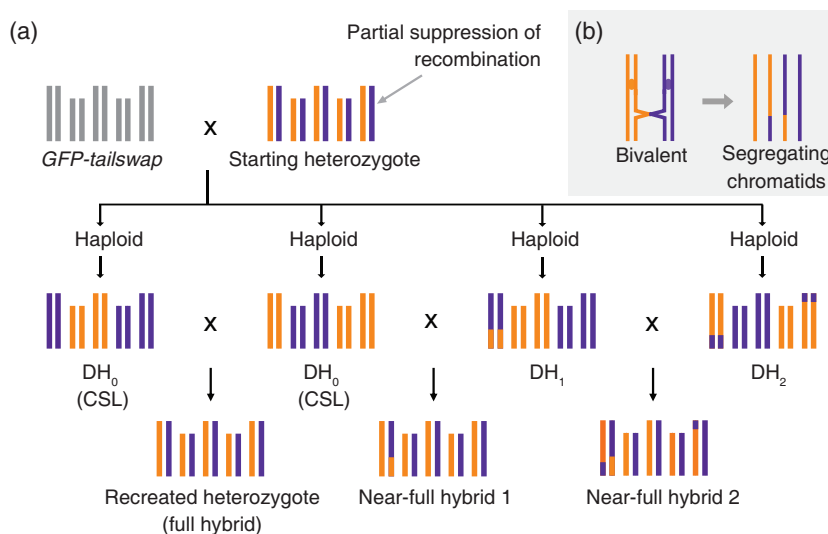 (a)
Partial suppression of
recombination
(b)
GFP-tailswap
x
Starting heterozygote
Bivalent
Segregating
chromatids
Haploid
Haploid
Haploid
Haploid
x
x
x
DH0
(CSL)
DH0
(CSL)
DH1
DH2
Recreated heterozygote
(full hybrid)
Near-full hybrid 1
Near-full hybrid 2